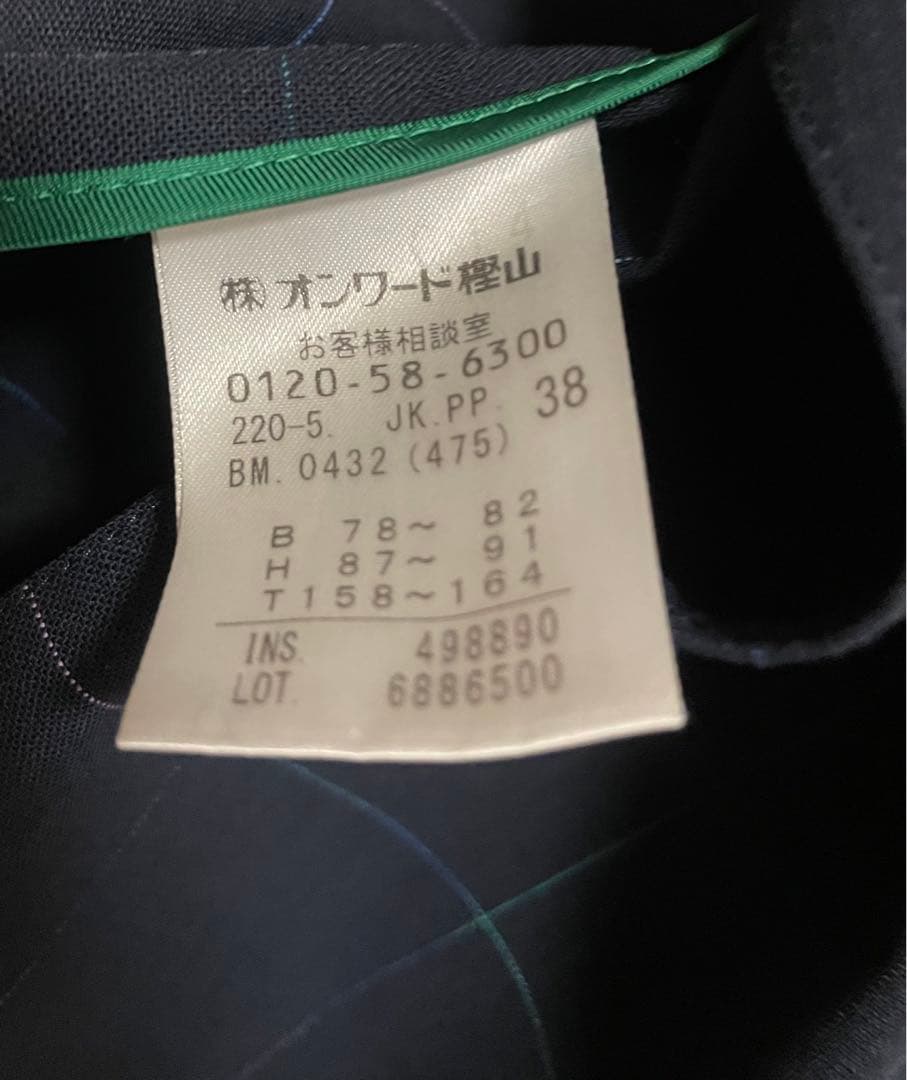 ㈱オンワード樫山
お客様相談室
0120-58-6300
220-5. JK.PP. 38
BM. 0432 (475)
B 78～ 82
H 87～ 91
T158～164
INS. 498890
LOT. 6886500